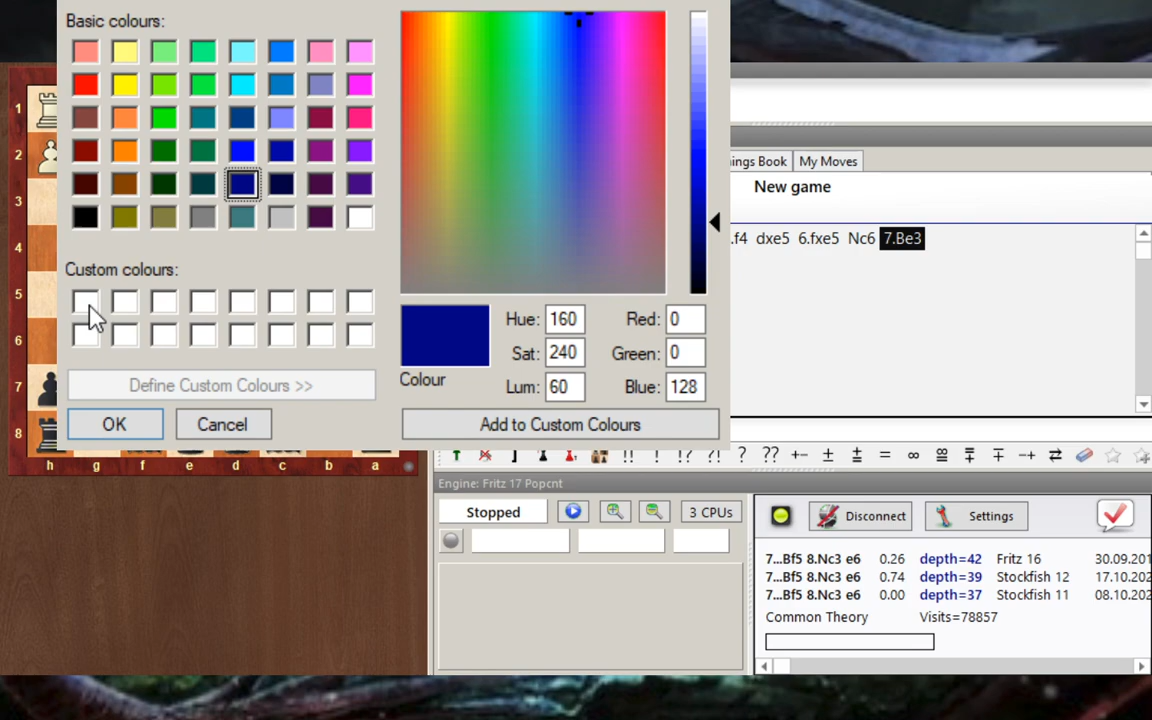 Basic colours:
Custom colours:
Define Custom Colours >>
OK
Cancel
Hue: 160
Red: 0
Sat: 240
Green: 0
Colour
Lum: 60
Blue: 128
Add to Custom Colours
1
2
3
4
5
6
7
8
h g f e d c b a
ings Book
My Moves
New game
.f4 dxe5 6.fxe5 Nc6 7.Be3
!! ! !? ?! ? ?? +− ± ⩲ = ∞ ⩱ ∓ −+ ⇄
Engine: Fritz 17 Popcnt
Stopped
3 CPUs
Disconnect
Settings
7...Bf5 8.Nc3 e6 0.26 depth=42 Fritz 16 30.09.201
7...Bf5 8.Nc3 e6 0.74 depth=39 Stockfish 12 17.10.202
7...Bf5 8.Nc3 e6 0.00 depth=37 Stockfish 11 08.10.202
Common Theory Visits=78857